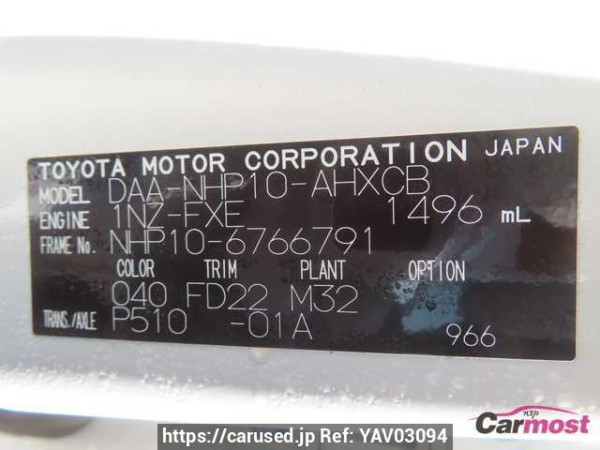 TOYOTA MOTOR CORPORATION JAPAN
MODEL DAA-NHP10-AHXCB
ENGINE 1NZ-FXE 1496 mL
FRAME No. NHP10-6766791
COLOR TRIM PLANT OPTION
040 FD22 M32
TRANS./AXLE P510 -01A 966
Carmost
https://carused.jp Ref: YAV03094